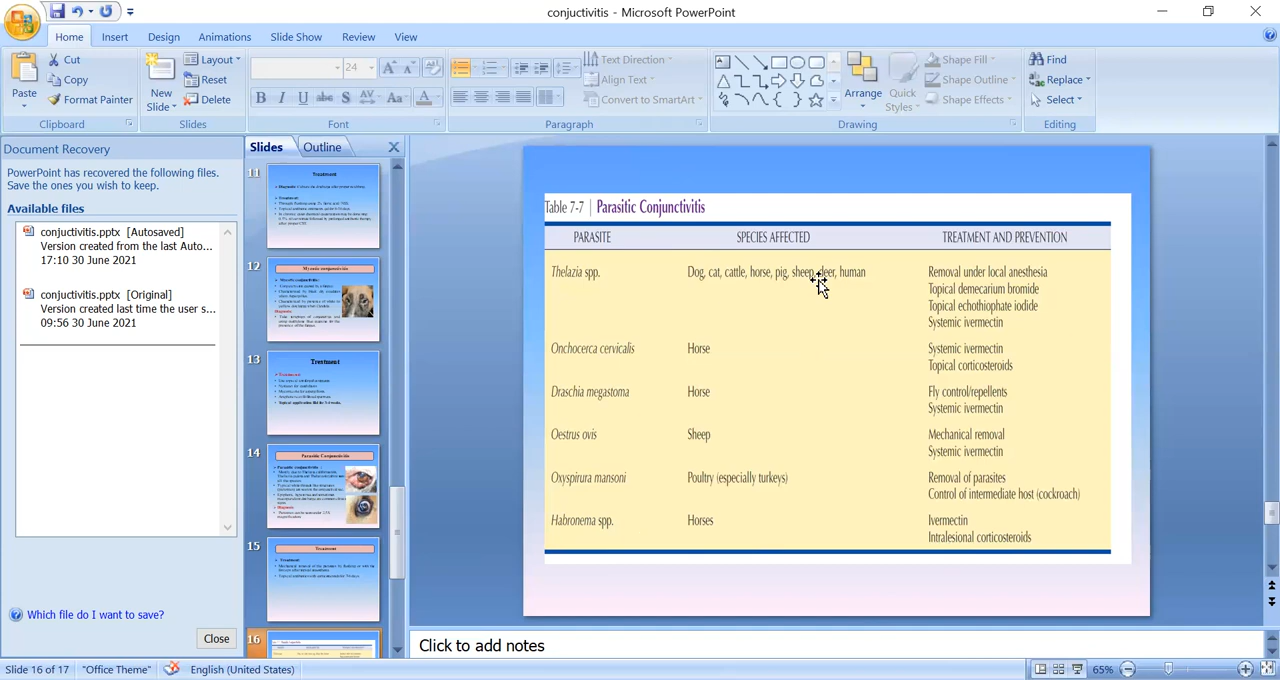 conjuctivitis - Microsoft PowerPoint
Home Insert Design Animations Slide Show Review View
Paste
Cut
Copy
Format Painter
Clipboard
New
Slide
Layout
Reset
Delete
Slides
24
B I U abc S AV Aa A
Font
Text Direction
Align Text
Convert to SmartArt
Paragraph
Arrange
Quick
Styles
Shape Fill
Shape Outline
Shape Effects
Drawing
Find
Replace
Select
Editing
Document Recovery
PowerPoint has recovered the following files.
Save the ones you wish to keep.
Available files
conjuctivitis.pptx [Autosaved]
Version created from the last Auto...
17:10 30 June 2021
conjuctivitis.pptx [Original]
Version created last time the user s...
09:56 30 June 2021
Which file do I want to save?
Close
Slides Outline
11
Treatment
12
Mycotic conjunctivitis
13
Treatment
14
Parasitic Conjunctivitis
15
Treatment
16
Table 7-7 | Parasitic Conjunctivitis
PARASITE SPECIES AFFECTED TREATMENT AND PREVENTION
Thelazia spp. Dog, cat, cattle, horse, pig, sheep, deer, human Removal under local anesthesia
Topical demecarium bromide
Topical echothiophate iodide
Systemic ivermectin
Onchocerca cervicalis Horse Systemic ivermectin
Topical corticosteroids
Draschia megastoma Horse Fly control/repellents
Systemic ivermectin
Oestrus ovis Sheep Mechanical removal
Systemic ivermectin
Oxyspirura mansoni Poultry (especially turkeys) Removal of parasites
Control of intermediate host (cockroach)
Habronema spp. Horses Ivermectin
Intralesional corticosteroids
Click to add notes
Slide 16 of 17 "Office Theme" English (United States) 65%